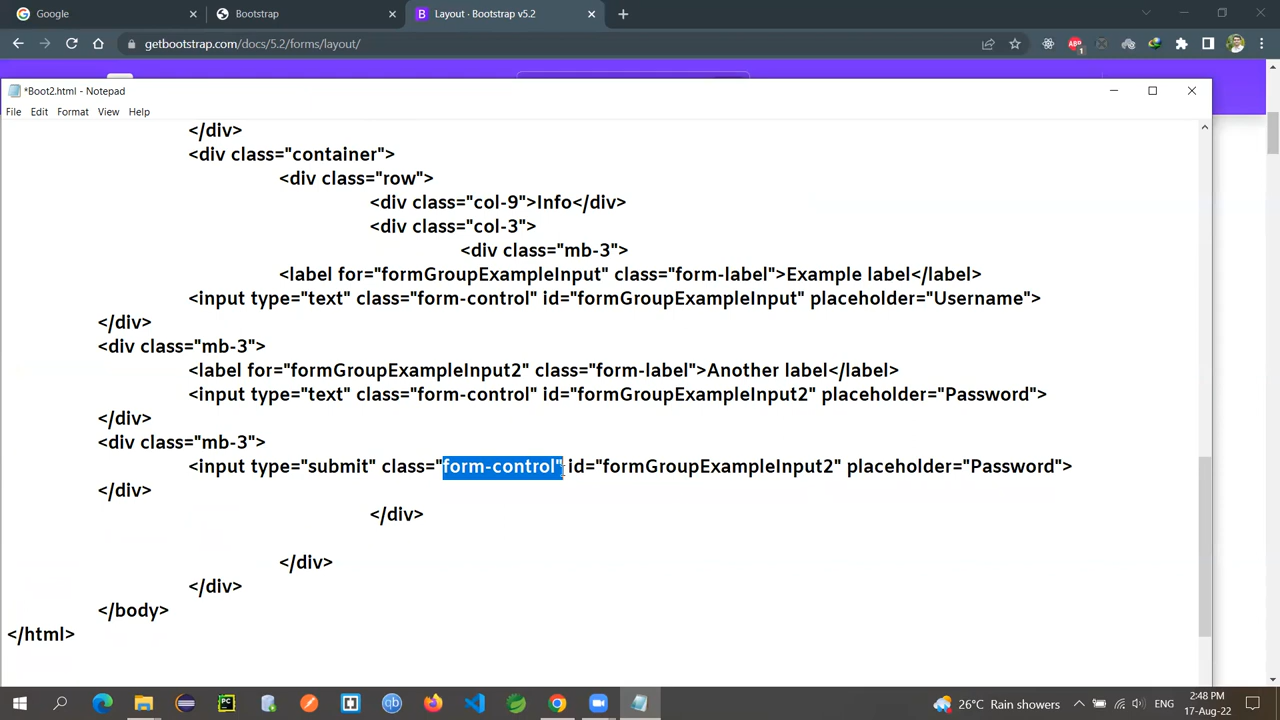 Google
Bootstrap
Layout · Bootstrap v5.2
getbootstrap.com/docs/5.2/forms/layout/
*Boot2.html - Notepad
File Edit Format View Help
</div>
<div class="container">
<div class="row">
<div class="col-9">Info</div>
<div class="col-3">
<div class="mb-3">
<label for="formGroupExampleInput" class="form-label">Example label</label>
<input type="text" class="form-control" id="formGroupExampleInput" placeholder="Username">
</div>
<div class="mb-3">
<label for="formGroupExampleInput2" class="form-label">Another label</label>
<input type="text" class="form-control" id="formGroupExampleInput2" placeholder="Password">
</div>
<div class="mb-3">
<input type="submit" class="form-control" id="formGroupExampleInput2" placeholder="Password">
</div>
</div>
</div>
</div>
</body>
</html>
26°C Rain showers
ENG
2:48 PM
17-Aug-22